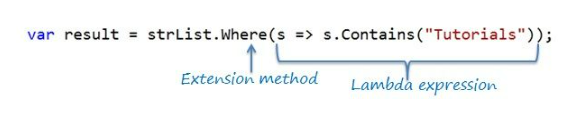 var result = strList.Where(s => s.Contains("Tutorials"));
Extension method
Lambda expression